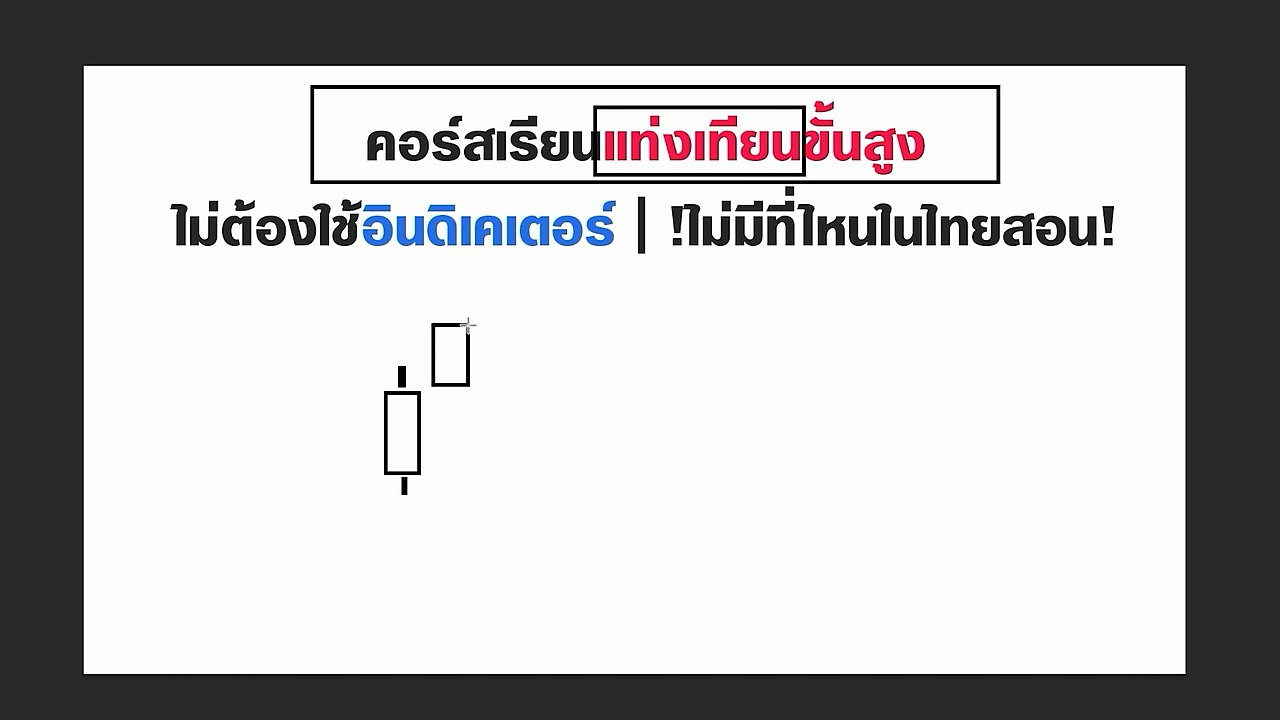 คอร์สเรียนแท่งเทียนขั้นสูง
ไม่ต้องใช้อินดิเคเตอร์ | !ไม่มีที่ไหนในไทยสอน!